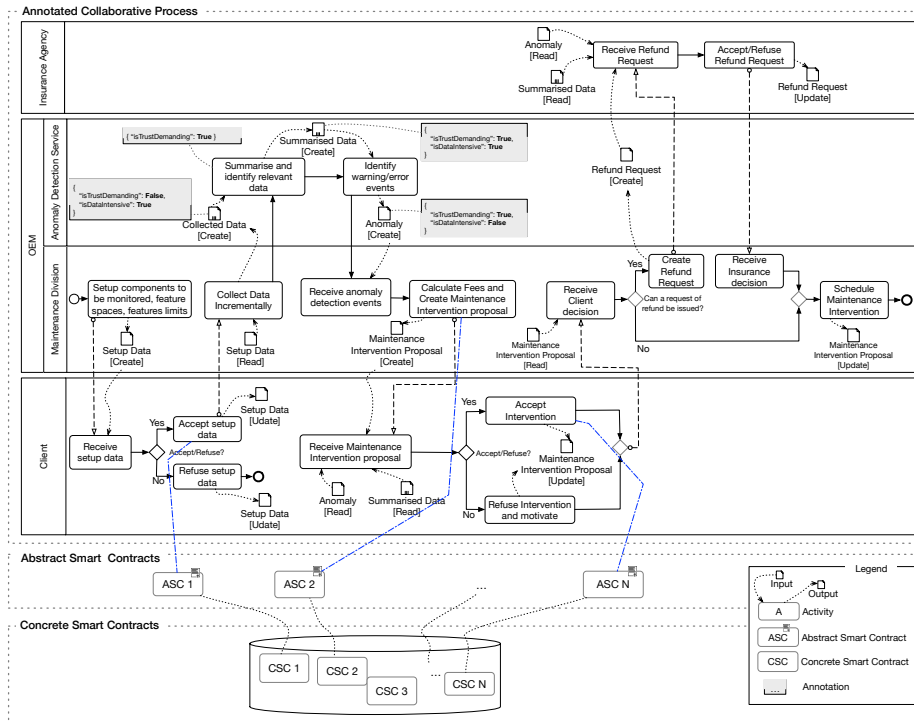 Annotated Collaborative Process
Insurance Agency
Anomaly
[Read]
Summarised Data
[Read]
Receive Refund
Request
Accept/Refuse
Refund Request
Refund Request
[Update]
OEM
Anomaly Detection Service
{ "isTrustDemanding": True }
{
"isTrustDemanding": False,
"isDataIntensive": True
}
Collected Data
[Create]
Summarise and
identify relevant
data
Summarised Data
[Create]
{
"isTrustDemanding": True,
"isDataIntensive": True
}
Identify
warning/error
events
Anomaly
[Create]
{
"isTrustDemanding": True,
"isDataIntensive": False
}
Refund Request
[Create]
Maintenance Division
Setup components to
be monitored, feature
spaces, features limits
Setup Data
[Create]
Collect Data
Incrementally
Setup Data
[Read]
Receive anomaly
detection events
Calculate Fees and
Create Maintenance
Intervention proposal
Maintenance
Intervention Proposal
[Create]
Receive
Client
decision
Maintenance
Intervention Proposal
[Read]
Yes
Can a request of
refund be issued?
No
Create
Refund
Request
Receive
Insurance
decision
Schedule
Maintenance
Intervention
Maintenance
Intervention Proposal
[Update]
Client
Receive
setup data
Yes
Accept/Refuse?
No
Accept setup
data
Setup Data
[Udate]
Refuse setup
data
Setup Data
[Udate]
Receive Maintenance
Intervention proposal
Anomaly
[Read]
Summarised Data
[Read]
Yes
Accept/Refuse?
No
Accept
Intervention
Maintenance
Intervention Proposal
[Update]
Refuse Intervention
and motivate
Abstract Smart Contracts
ASC 1
ASC 2
...
ASC N
Concrete Smart Contracts
CSC 1
CSC 2
CSC 3
...
CSC N
Legend
Input
Output
A
Activity
ASC
Abstract Smart Contract
CSC
Concrete Smart Contract
...
Annotation